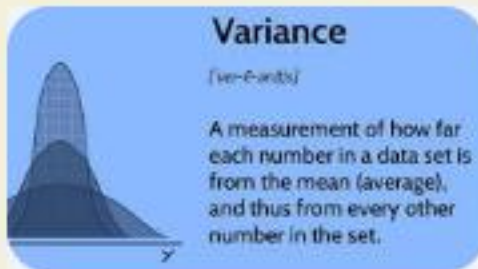 Variance
A measurement of how far
each number in a data set is
from the mean (average),
and thus from every other
number in the set.